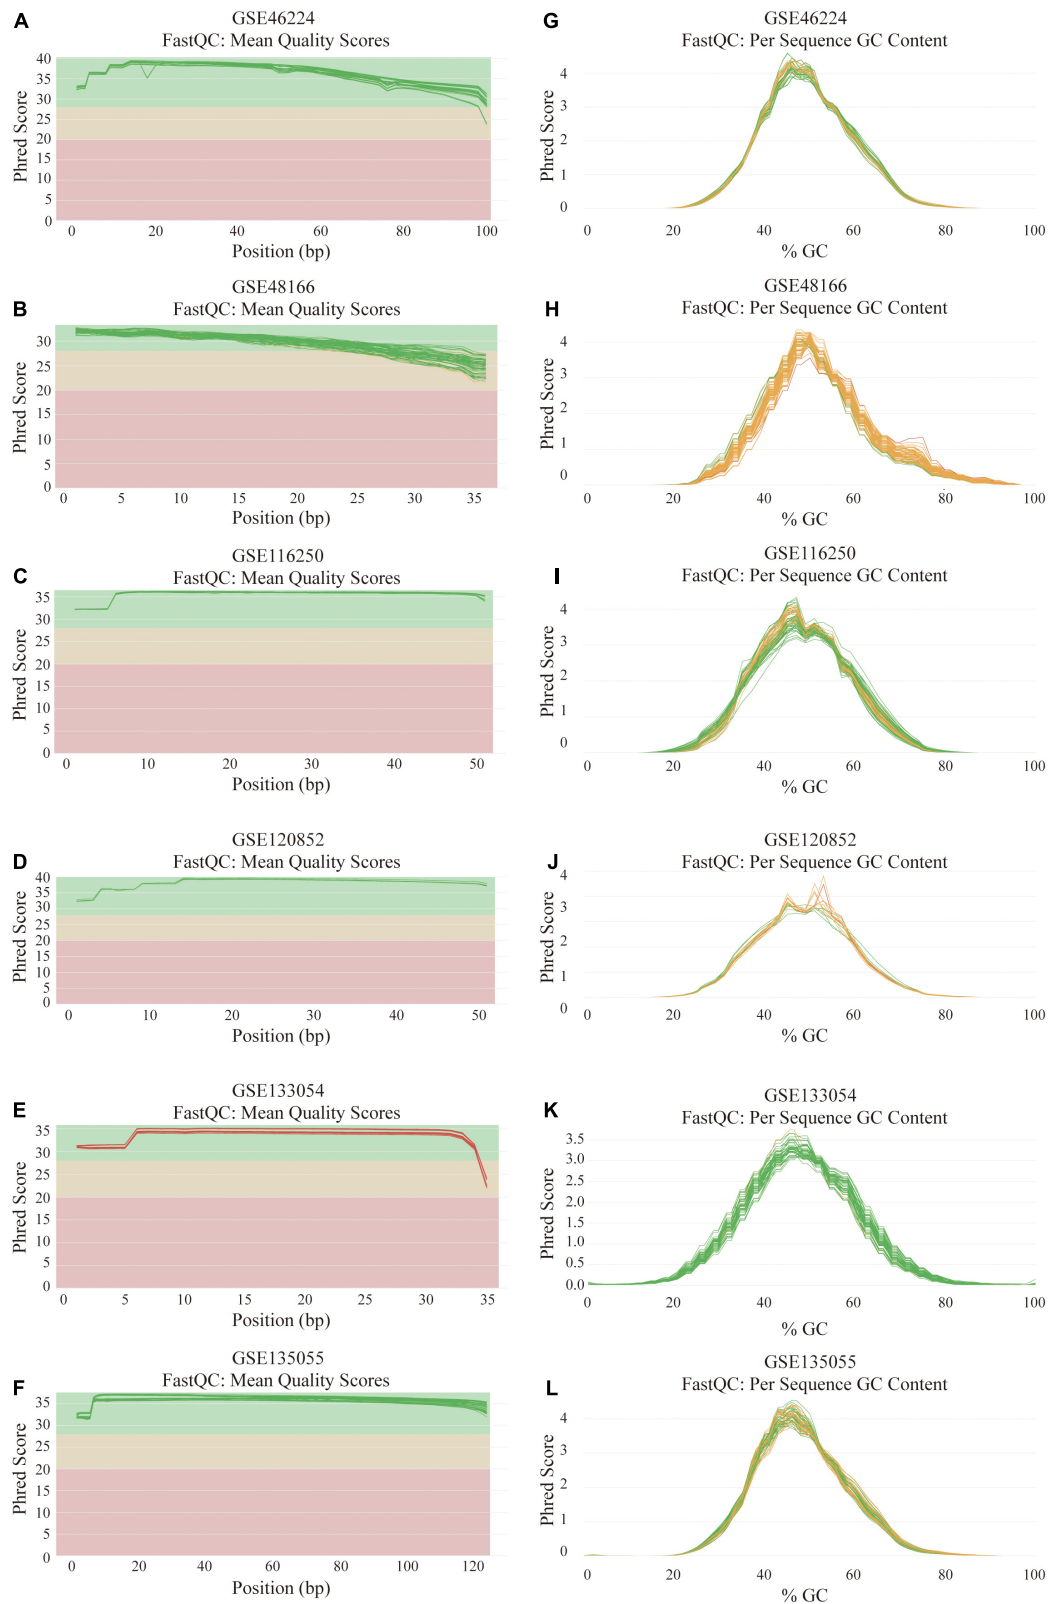 A
GSE46224
FastQC: Mean Quality Scores
Phred Score
40
35
30
25
20
15
10
5
0
0 20 40 60 80 100
Position (bp)
G
GSE46224
FastQC: Per Sequence GC Content
Phred Score
4
3
2
1
0
0 20 40 60 80 100
% GC
B
GSE48166
FastQC: Mean Quality Scores
Phred Score
30
25
20
15
10
5
0
0 5 10 15 20 25 30 35
Position (bp)
H
GSE48166
FastQC: Per Sequence GC Content
Phred Score
4
3
2
1
0
0 20 40 60 80 100
% GC
C
GSE116250
FastQC: Mean Quality Scores
Phred Score
35
30
25
20
15
10
5
0
0 10 20 30 40 50
Position (bp)
I
GSE116250
FastQC: Per Sequence GC Content
Phred Score
4
3
2
1
0
0 20 40 60 80 100
% GC
D
GSE120852
FastQC: Mean Quality Scores
Phred Score
40
35
30
25
20
15
10
5
0
0 10 20 30 40 50
Position (bp)
J
GSE120852
FastQC: Per Sequence GC Content
Phred Score
4
3
2
1
0
0 20 40 60 80 100
% GC
E
GSE133054
FastQC: Mean Quality Scores
Phred Score
35
30
25
20
15
10
5
0
0 5 10 15 20 25 30 35
Position (bp)
K
GSE133054
FastQC: Per Sequence GC Content
Phred Score
3.5
3.0
2.5
2.0
1.5
1.0
0.5
0.0
0 20 40 60 80 100
% GC
F
GSE135055
FastQC: Mean Quality Scores
Phred Score
35
30
25
20
15
10
5
0
0 20 40 60 80 100 120
Position (bp)
L
GSE135055
FastQC: Per Sequence GC Content
Phred Score
4
3
2
1
0
0 20 40 60 80 100
% GC